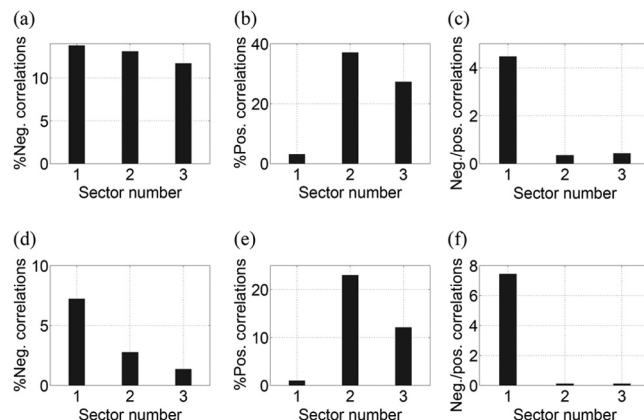 (a)
%Neg. correlations
10
5
0
1 2 3
Sector number
(b)
%Pos. correlations
40
20
0
1 2 3
Sector number
(c)
Neg./pos. correlations
4
2
0
1 2 3
Sector number
(d)
%Neg. correlations
10
5
0
1 2 3
Sector number
(e)
%Pos. correlations
20
10
0
1 2 3
Sector number
(f)
Neg./pos. correlations
8
6
4
2
0
1 2 3
Sector number